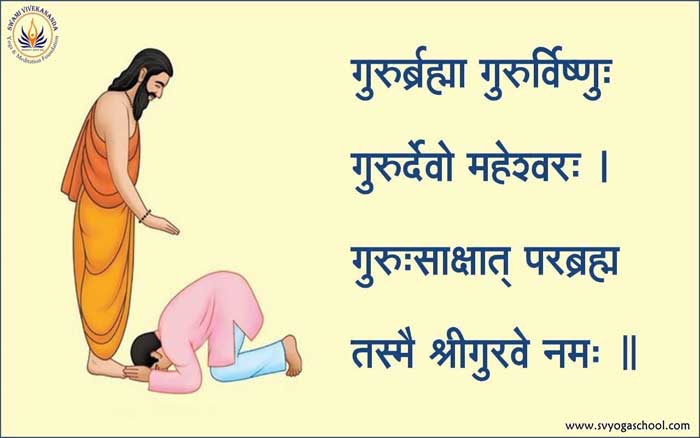 SWAMI VIVEKANANDA
Yoga & Meditation Foundation
गुरुर्ब्रह्मा गुरुर्विष्णुः
गुरुर्देवो महेश्वरः ।
गुरुःसाक्षात् परब्रह्म
तस्मै श्रीगुरवे नमः ॥
www.svyogaschool.com